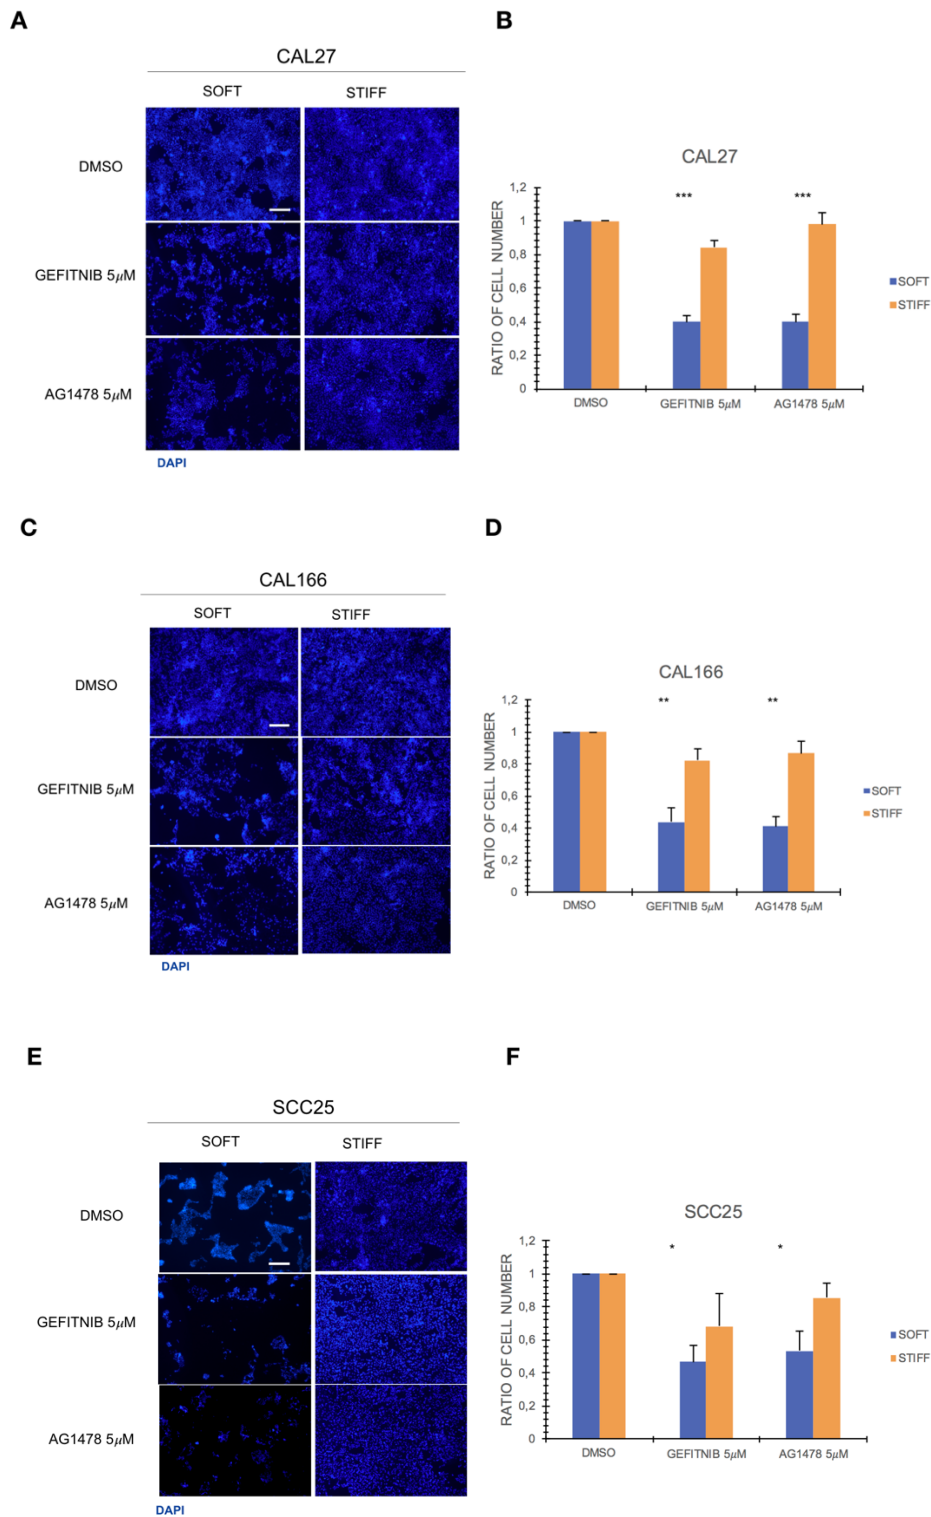 A
CAL27
SOFT STIFF
DMSO
GEFITNIB 5μM
AG1478 5μM
DAPI
B
CAL27
RATIO OF CELL NUMBER
1,2
1
0,8
0,6
0,4
0,2
0
*** ***
DMSO GEFITNIB 5μM AG1478 5μM
SOFT
STIFF
C
CAL166
SOFT STIFF
DMSO
GEFITNIB 5μM
AG1478 5μM
DAPI
D
CAL166
RATIO OF CELL NUMBER
1,2
1
0,8
0,6
0,4
0,2
0
** **
DMSO GEFITNIB 5μM AG1478 5μM
SOFT
STIFF
E
SCC25
SOFT STIFF
DMSO
GEFITNIB 5μM
AG1478 5μM
DAPI
F
SCC25
RATIO OF CELL NUMBER
1,2
1
0,8
0,6
0,4
0,2
0
* *
DMSO GEFITNIB 5μM AG1478 5μM
SOFT
STIFF